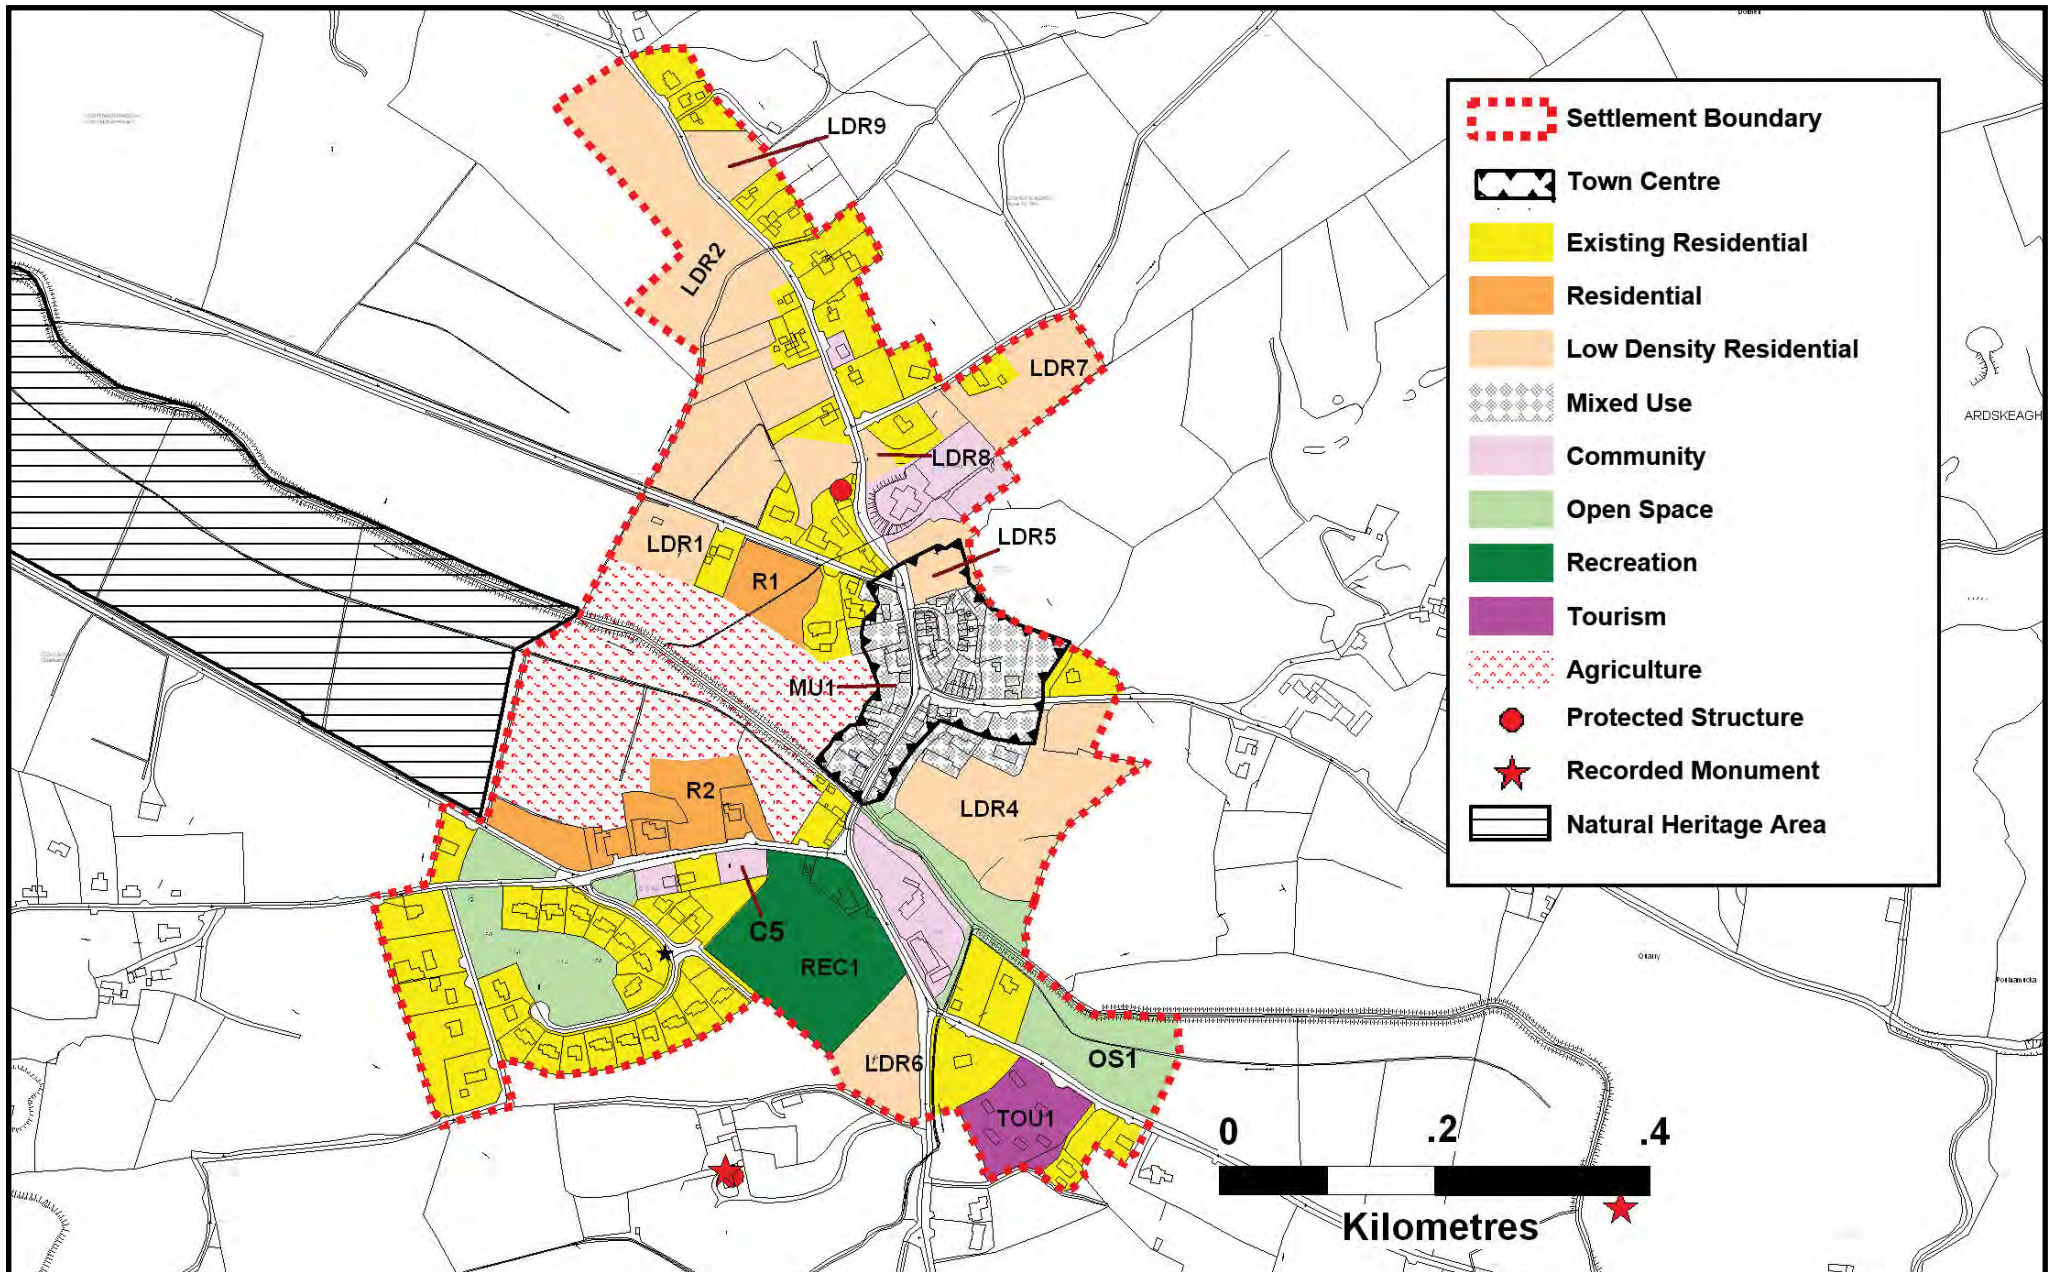 LDR9
LDR2
LDR7
LDR8
LDR1
LDR5
R1
MU1
R2
LDR4
C5
REC1
LDR6
OS1
TOU1
ARDSKEAGH
Quarry
Settlement Boundary
Town Centre
Existing Residential
Residential
Low Density Residential
Mixed Use
Community
Open Space
Recreation
Tourism
Agriculture
Protected Structure
Recorded Monument
Natural Heritage Area
0 .2 .4
Kilometres